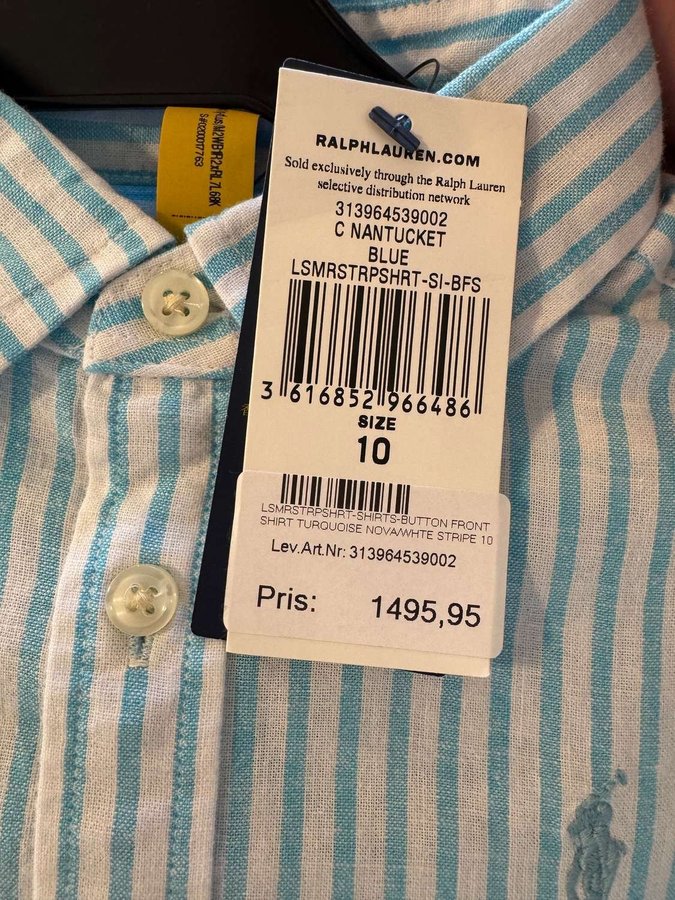 RALPHLAUREN.COM
Sold exclusively through the Ralph Lauren
selective distribution network
313964539002
C NANTUCKET
BLUE
LSMRSTRPSHRT-SI-BFS
3 616852 966486
SIZE
10
LSMRSTRPSHRT-SHIRTS-BUTTON FRONT
SHIRT TURQUOISE NOVA/WHTE STRIPE 10
Lev.Art.Nr: 313964539002
Pris: 1495,95